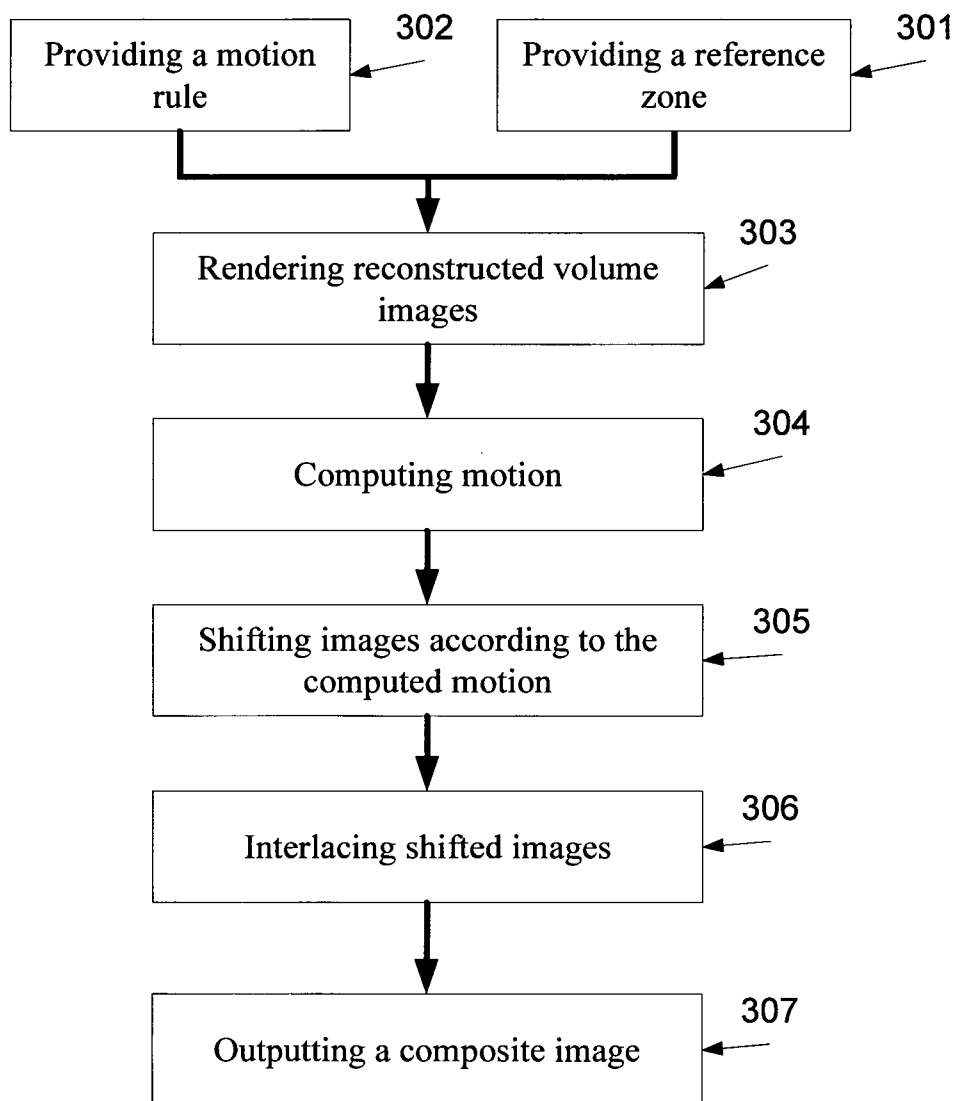 302
301
Providing a motion
rule
Providing a reference
zone
303
Rendering reconstructed volume
images
304
Computing motion
305
Shifting images according to the
computed motion
306
Interlacing shifted images
307
Outputting a composite image